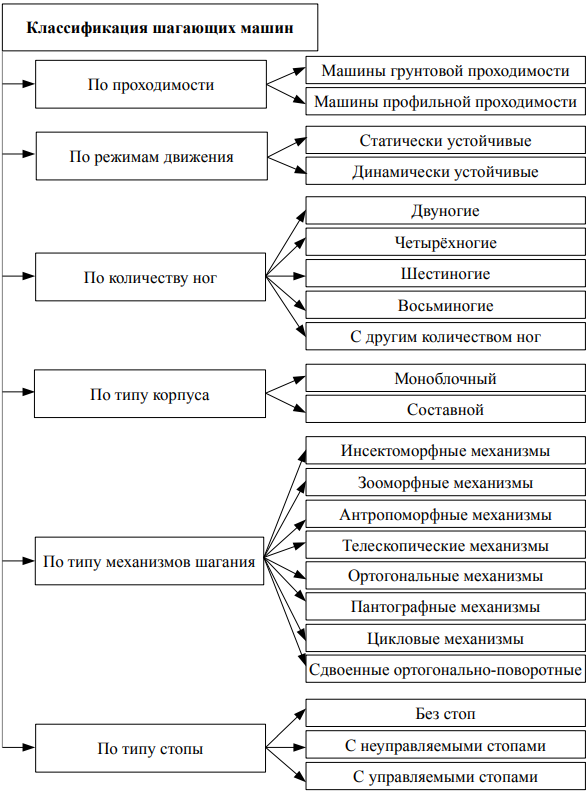 Классификация шагающих машин
По проходимости
Машины грунтовой проходимости
Машины профильной проходимости
По режимам движения
Статически устойчивые
Динамически устойчивые
По количеству ног
Двуногие
Четырёхногие
Шестиногие
Восьминогие
С другим количеством ног
По типу корпуса
Моноблочный
Составной
По типу механизмов шагания
Инсектоморфные механизмы
Зооморфные механизмы
Антропоморфные механизмы
Телескопические механизмы
Ортогональные механизмы
Пантографные механизмы
Цикловые механизмы
Сдвоенные ортогонально-поворотные
По типу стопы
Без стоп
С неуправляемыми стопами
С управляемыми стопами